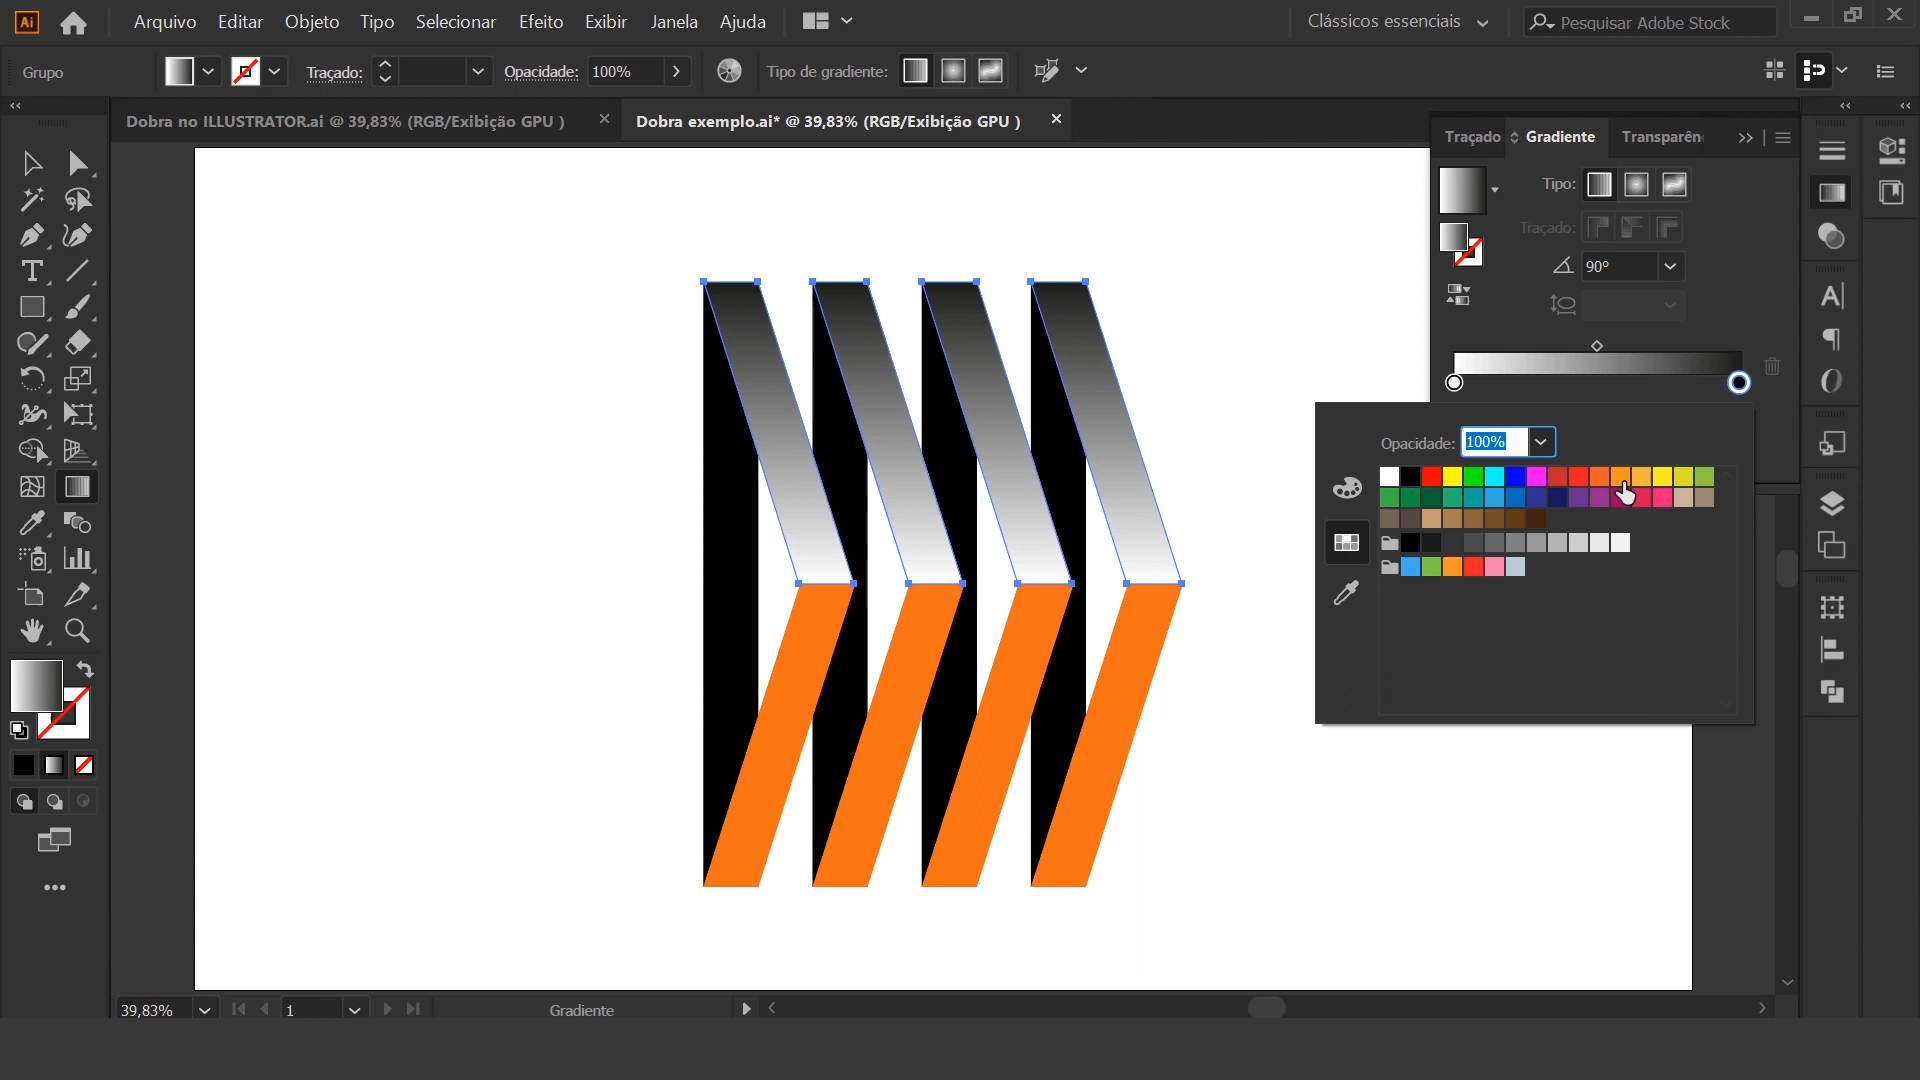 Ai Arquivo Editar Objeto Tipo Selecionar Efeito Exibir Janela Ajuda Clássicos essenciais Pesquisar Adobe Stock
Grupo Traçado: Opacidade: 100% Tipo de gradiente:
Dobra no ILLUSTRATOR.ai @ 39,83% (RGB/Exibição GPU ) Dobra exemplo.ai* @ 39,83% (RGB/Exibição GPU )
Traçado Gradiente Transparên
Tipo:
Traçado:
90°
Opacidade: 100%
39,83% 1 Gradiente